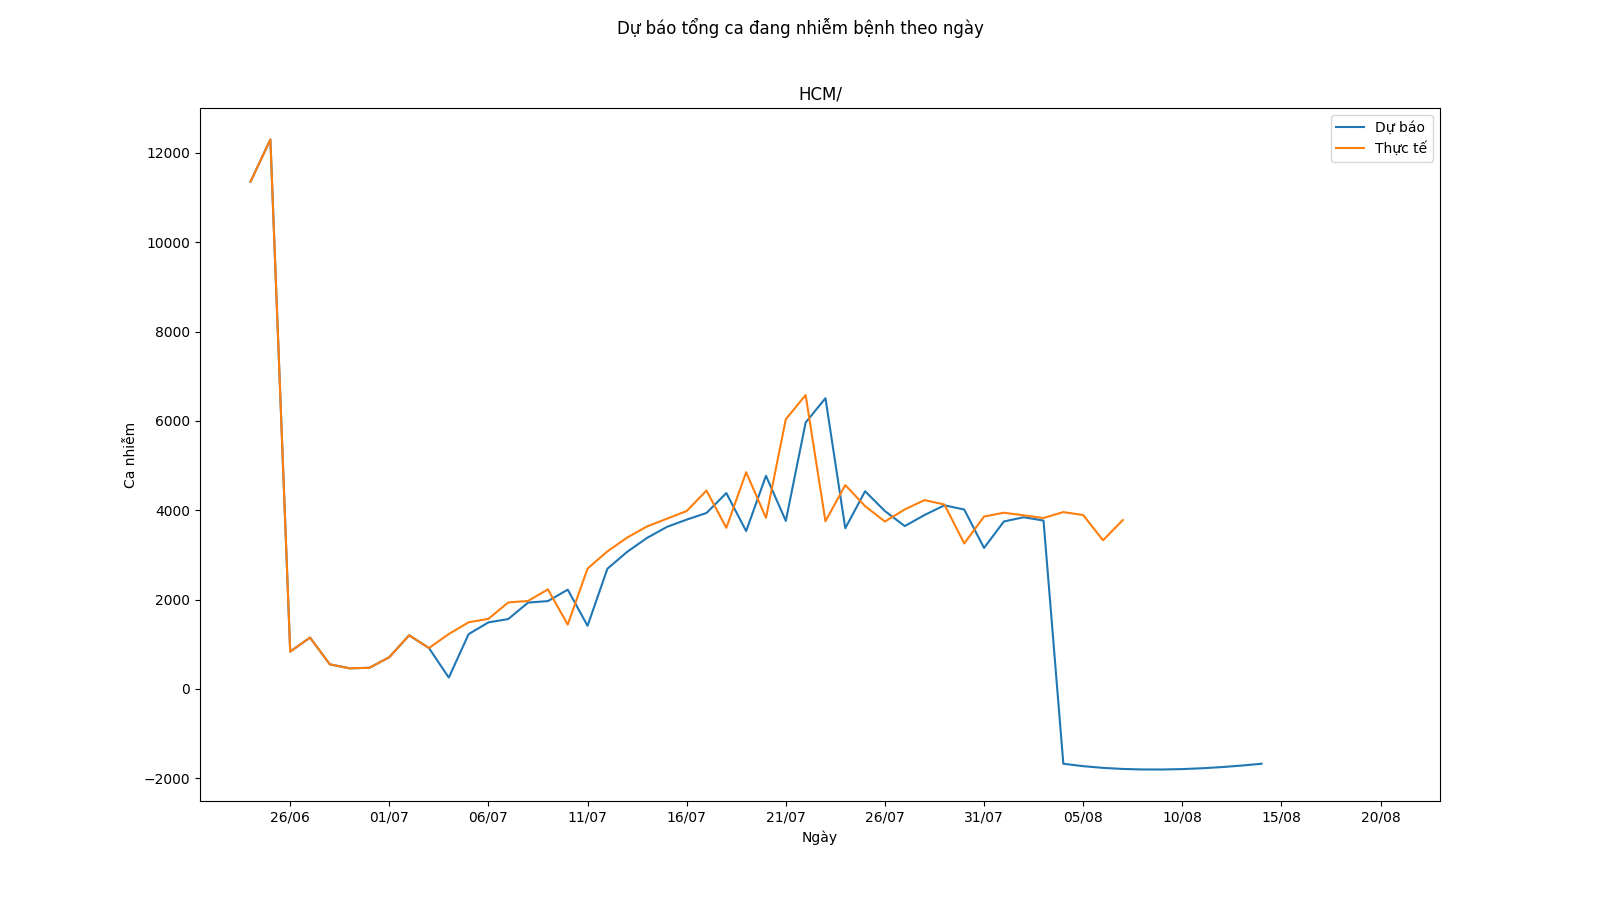 Dự báo tổng ca đang nhiễm bệnh theo ngày
HCM/
Dự báo
Thực tế
12000
10000
8000
6000
4000
2000
0
−2000
Ca nhiễm
26/06 01/07 06/07 11/07 16/07 21/07 26/07 31/07 05/08 10/08 15/08 20/08
Ngày